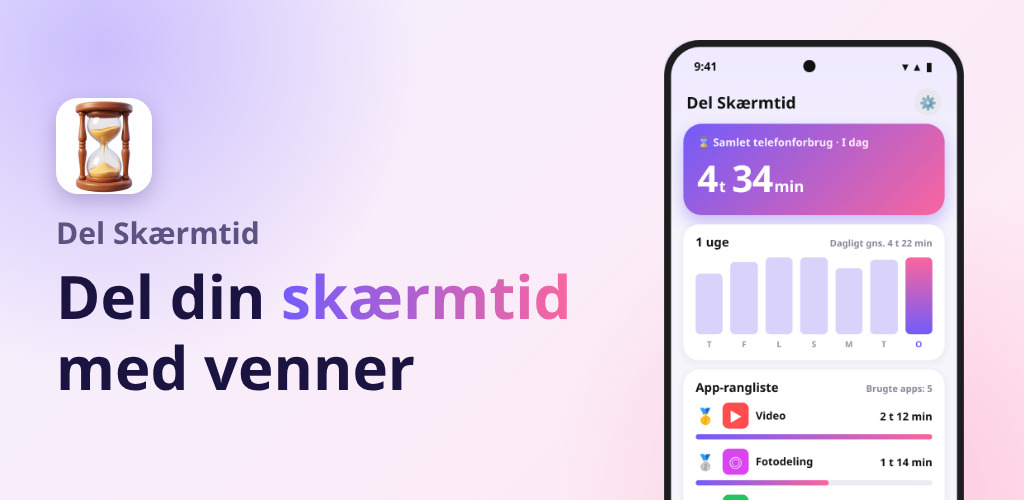 Del Skærmtid
Del din skærmtid
med venner
9:41
Del Skærmtid
Samlet telefonforbrug · I dag
4t 34min
1 uge
Dagligt gns. 4 t 22 min
T F L S M T O
App-rangliste
Brugte apps: 5
Video
2 t 12 min
Fotodeling
1 t 14 min